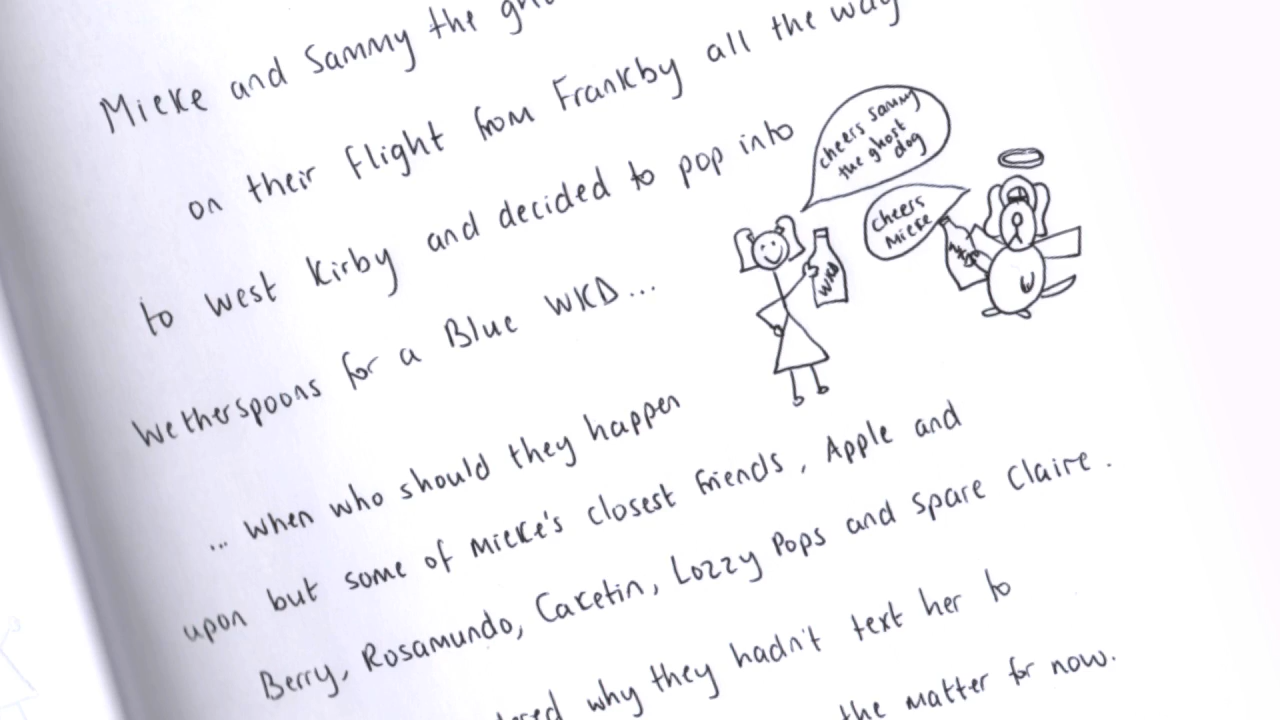 Mieke and Sammy the
on their flight from Frankby all the way
to West Kirby and decided to pop into
Wetherspoons for a Blue WKD...
cheers sammy
the ghost
dog
cheers
Mieke
WKD
WKD
... when who should they happen
upon but some of Mieke's closest friends, Apple and
Berry, Rosamundo, Caketin, Lozzy Pops and Spare Claire.
why they hadn't text her to
the matter for now.